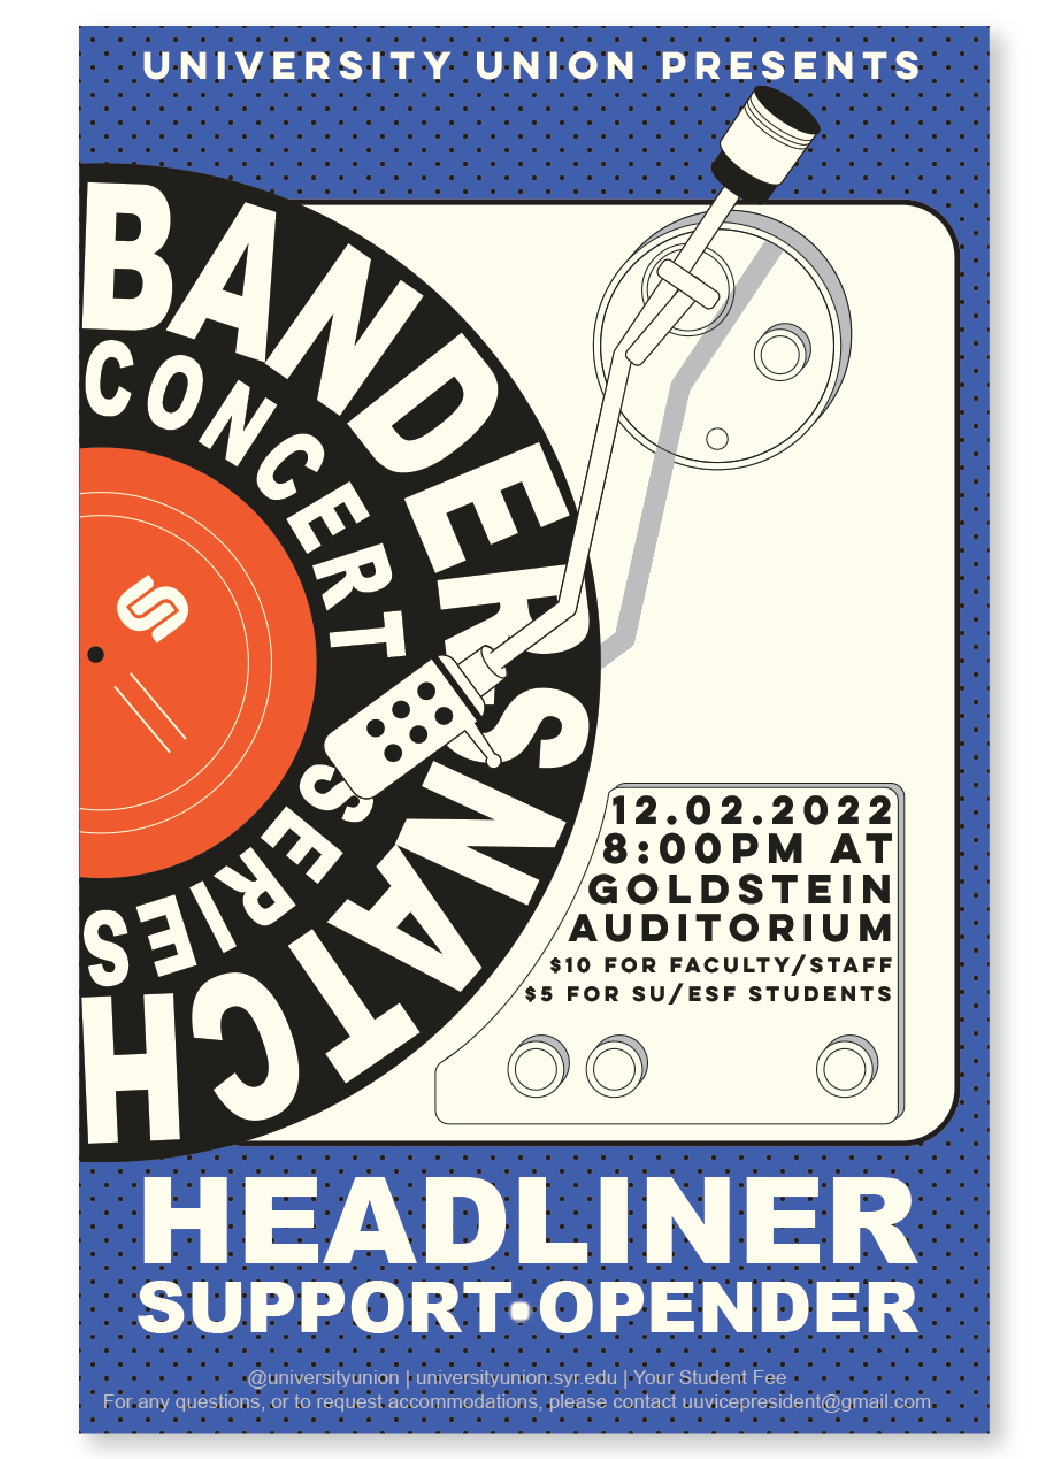 UNIVERSITY UNION PRESENTS
BANDERSNATCH
CONCERT SERIES
S
12.02.2022
8:00PM AT
GOLDSTEIN
AUDITORIUM
$10 FOR FACULTY/STAFF
$5 FOR SU/ESF STUDENTS
HEADLINER
SUPPORT•OPENDER
@universityunion | universityunion.syr.edu | Your Student Fee
For any questions, or to request accommodations, please contact uuvicepresident@gmail.com.